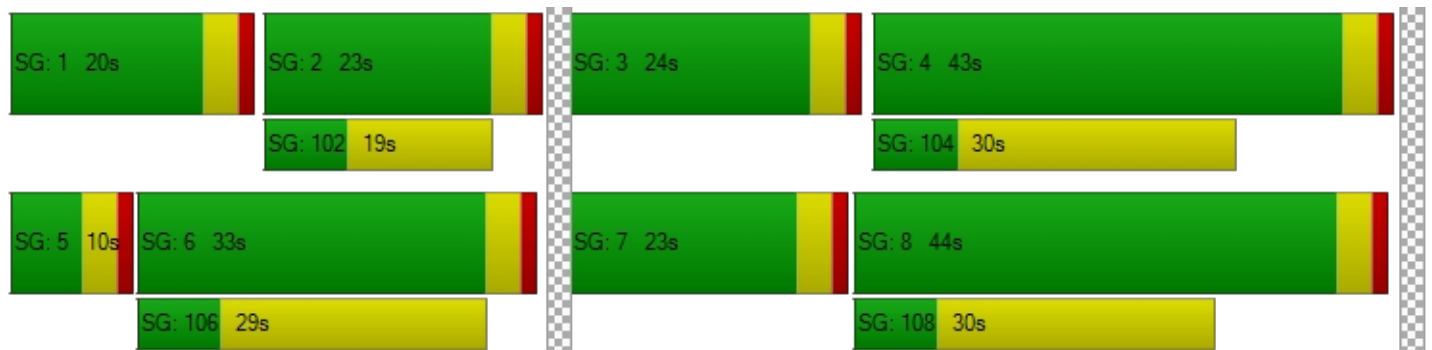 SG: 1 20s SG: 2 23s SG: 3 24s SG: 4 43s
SG: 102 19s SG: 104 30s
SG: 5 10s SG: 6 33s SG: 7 23s SG: 8 44s
SG: 106 29s SG: 108 30s